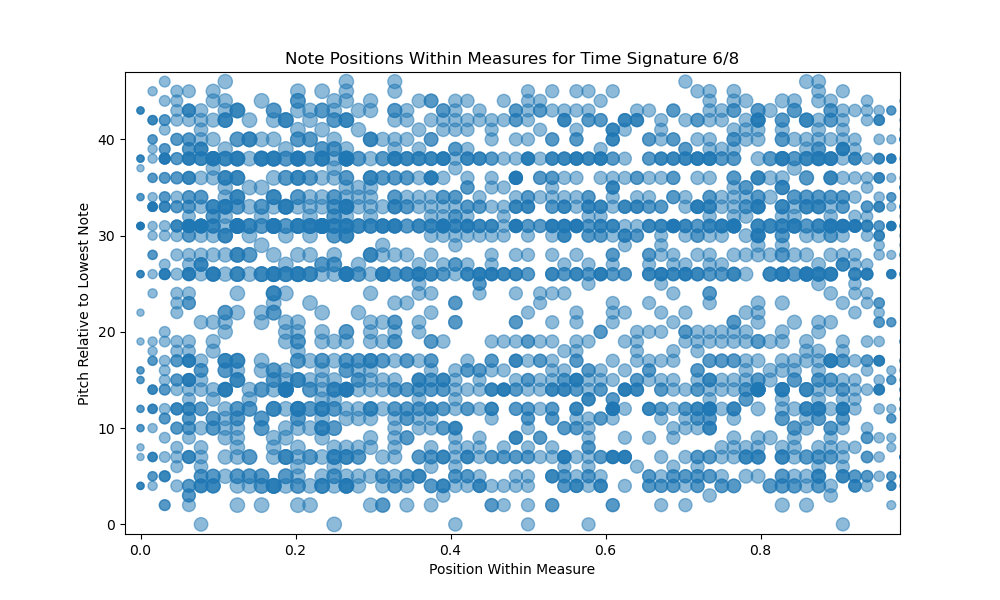 Note Positions Within Measures for Time Signature 6/8
Pitch Relative to Lowest Note
40
30
20
10
0
0.0 0.2 0.4 0.6 0.8
Position Within Measure